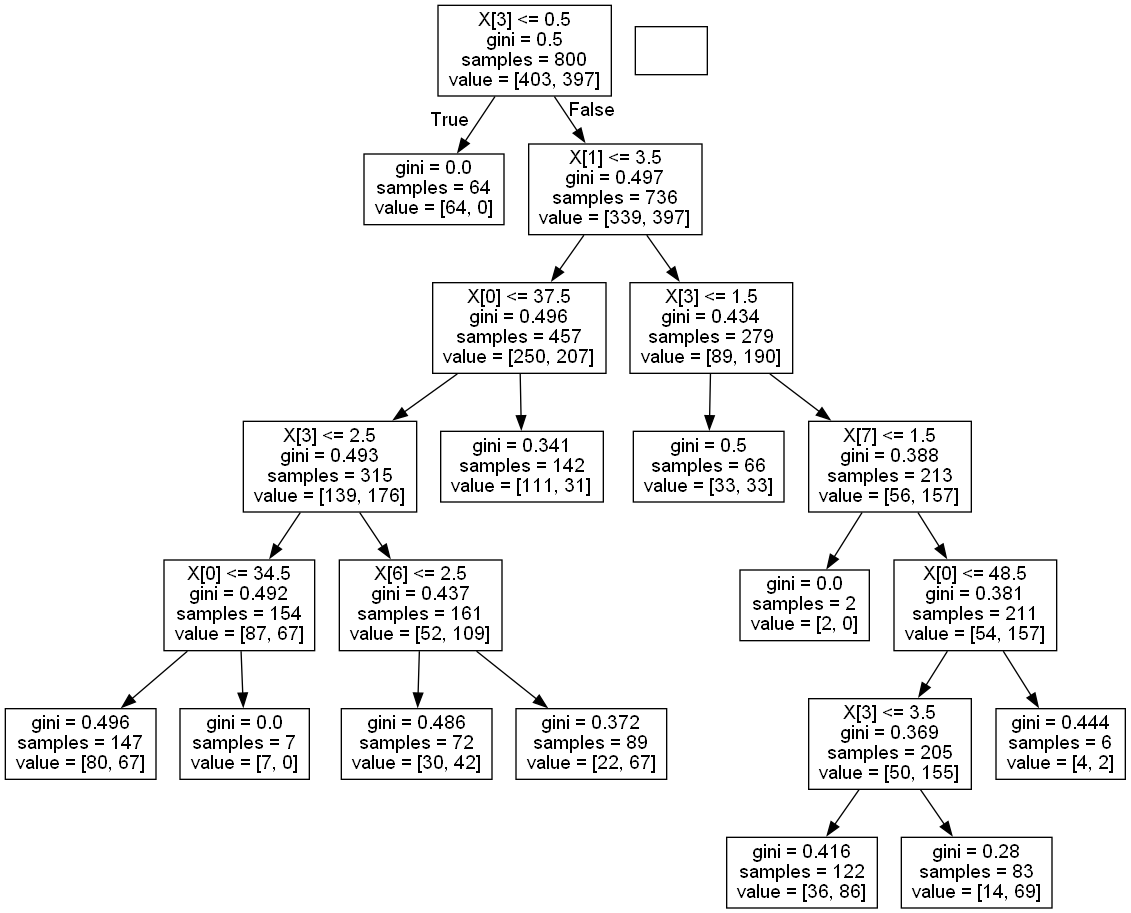 X[3] <= 0.5
gini = 0.5
samples = 800
value = [403, 397]
True
False
gini = 0.0
samples = 64
value = [64, 0]
X[1] <= 3.5
gini = 0.497
samples = 736
value = [339, 397]
X[0] <= 37.5
gini = 0.496
samples = 457
value = [250, 207]
X[3] <= 1.5
gini = 0.434
samples = 279
value = [89, 190]
X[3] <= 2.5
gini = 0.493
samples = 315
value = [139, 176]
gini = 0.341
samples = 142
value = [111, 31]
gini = 0.5
samples = 66
value = [33, 33]
X[7] <= 1.5
gini = 0.388
samples = 213
value = [56, 157]
X[0] <= 34.5
gini = 0.492
samples = 154
value = [87, 67]
X[6] <= 2.5
gini = 0.437
samples = 161
value = [52, 109]
gini = 0.0
samples = 2
value = [2, 0]
X[0] <= 48.5
gini = 0.381
samples = 211
value = [54, 157]
gini = 0.496
samples = 147
value = [80, 67]
gini = 0.0
samples = 7
value = [7, 0]
gini = 0.486
samples = 72
value = [30, 42]
gini = 0.372
samples = 89
value = [22, 67]
X[3] <= 3.5
gini = 0.369
samples = 205
value = [50, 155]
gini = 0.444
samples = 6
value = [4, 2]
gini = 0.416
samples = 122
value = [36, 86]
gini = 0.28
samples = 83
value = [14, 69]